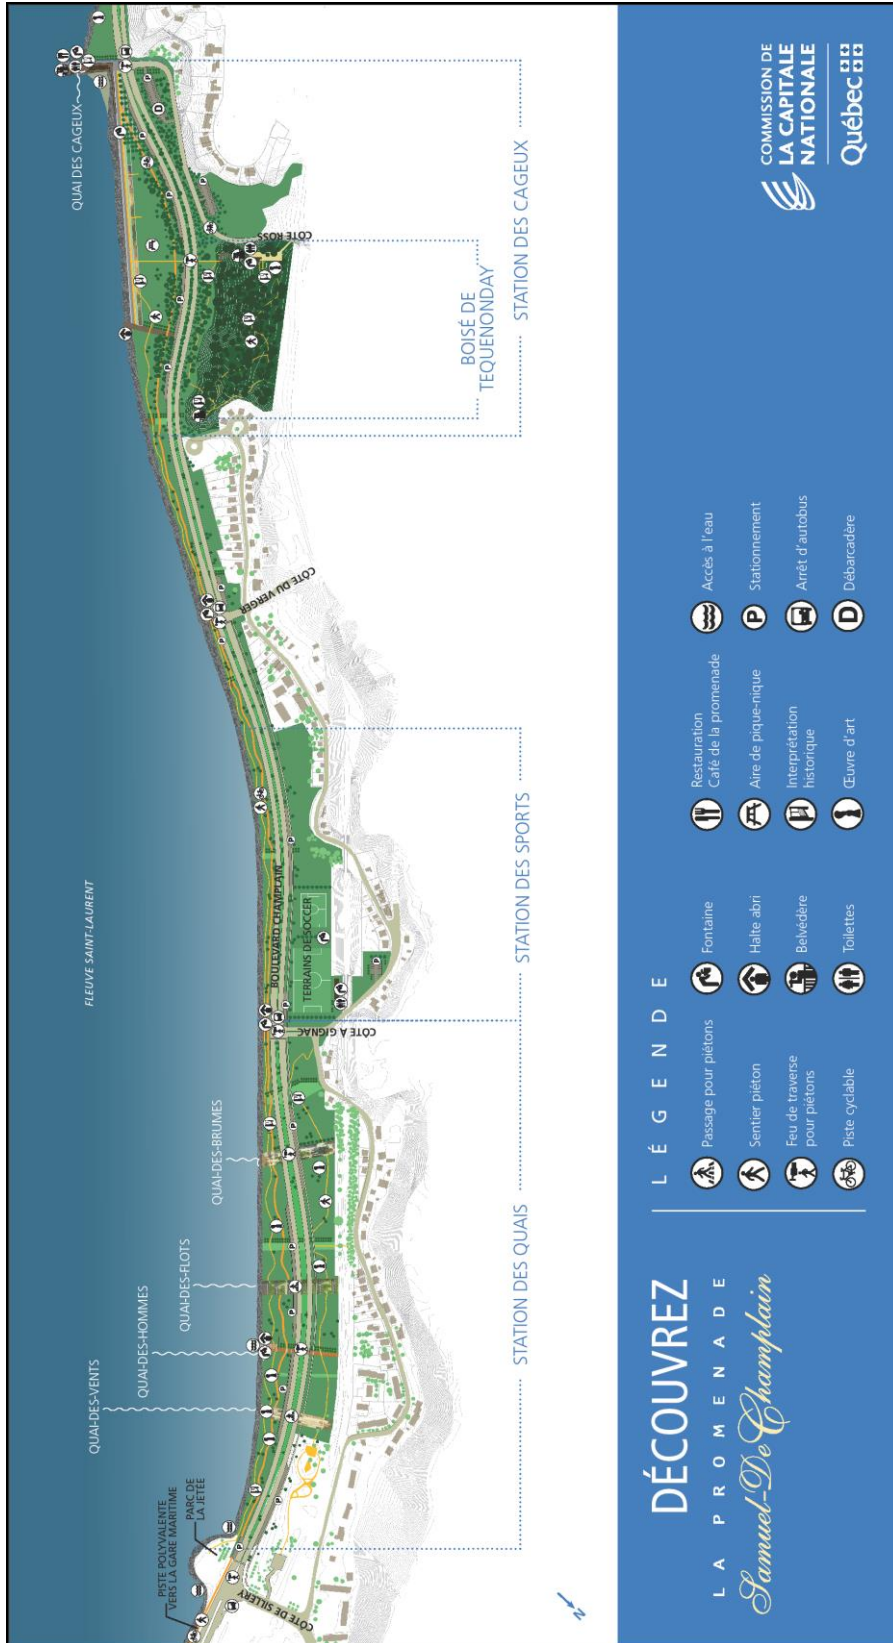 FLEUVE SAINT-LAURENT
QUAI-DES-VENTS
QUAI-DES-HOMMES
QUAI-DES-FLOTS
QUAI-DES-BRUMES
QUAI DES CAGEUX
PISTE POLYVALENTE
VERS LA GARE MARITIME
PARC DE
LA JETÉE
CÔTE DE SILLERY
CÔTE À GIGNAC
BOULEVARD CHAMPLAIN
TERRAINS DE SOCCER
CÔTE DU VERGER
CÔTE ROSS
STATION DES QUAIS
STATION DES SPORTS
BOISÉ DE
TEQUENONDAY
STATION DES CAGEUX
N
DÉCOUVREZ
LA PROMENADE
Samuel-De Champlain
LÉGENDE
Passage pour piétons
Sentier piéton
Feu de traverse
pour piétons
Piste cyclable
Fontaine
Halte abri
Belvédère
Toilettes
Restauration
Café de la promenade
Aire de pique-nique
Interprétation
historique
Œuvre d'art
Accès à l'eau
P Stationnement
Arrêt d'autobus
D Débarcadère
COMMISSION DE
LA CAPITALE
NATIONALE
Québec